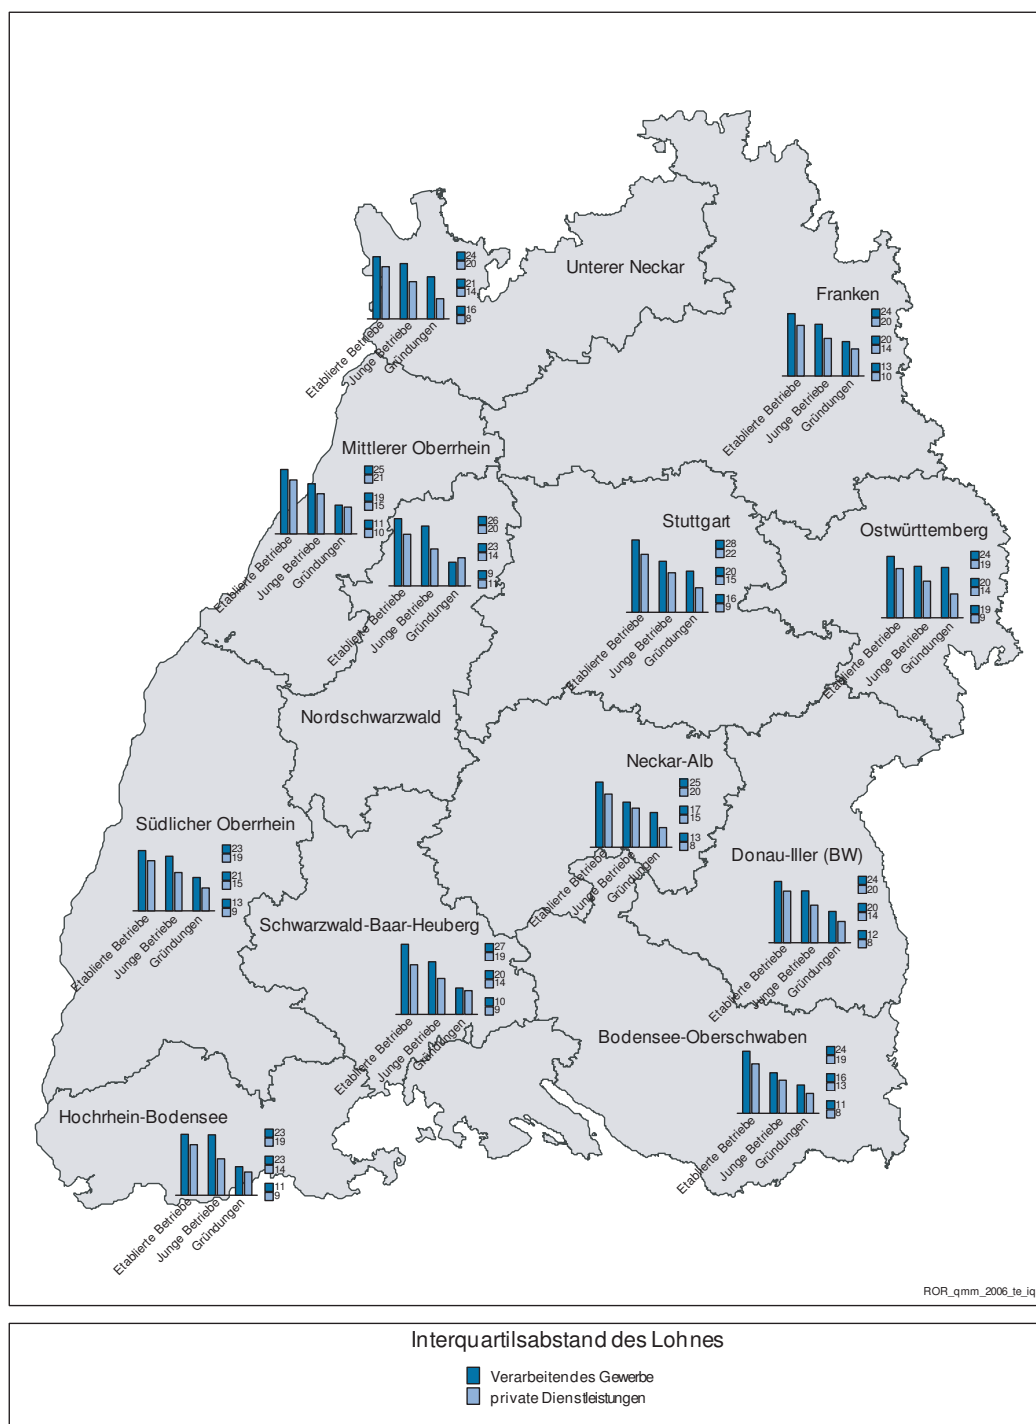 Unterer Neckar
24
20
21
14
16
8
Etablierte Betriebe
Junge Betriebe
Gründungen
Franken
24
20
20
14
13
10
Etablierte Betriebe
Junge Betriebe
Gründungen
Mittlerer Oberrhein
25
21
19
15
11
10
Etablierte Betriebe
Junge Betriebe
Gründungen
26
20
23
14
9
11
Etablierte Betriebe
Junge Betriebe
Gründungen
Nordschwarzwald
Stuttgart
28
22
20
15
16
9
Etablierte Betriebe
Junge Betriebe
Gründungen
Ostwürttemberg
24
19
20
14
19
9
Etablierte Betriebe
Junge Betriebe
Gründungen
Neckar-Alb
25
20
17
15
13
8
Etablierte Betriebe
Junge Betriebe
Gründungen
Südlicher Oberrhein
23
19
21
15
13
9
Etablierte Betriebe
Junge Betriebe
Gründungen
Donau-Iller (BW)
24
20
20
14
12
8
Etablierte Betriebe
Junge Betriebe
Gründungen
Schwarzwald-Baar-Heuberg
27
19
20
14
10
9
Etablierte Betriebe
Junge Betriebe
Gründungen
Bodensee-Oberschwaben
24
19
16
13
11
8
Etablierte Betriebe
Junge Betriebe
Gründungen
Hochrhein-Bodensee
23
19
23
14
11
9
Etablierte Betriebe
Junge Betriebe
Gründungen
ROR_qmm_2006_te_iq
Interquartilsabstand des Lohnes
Verarbeitendes Gewerbe
private Dienstleistungen